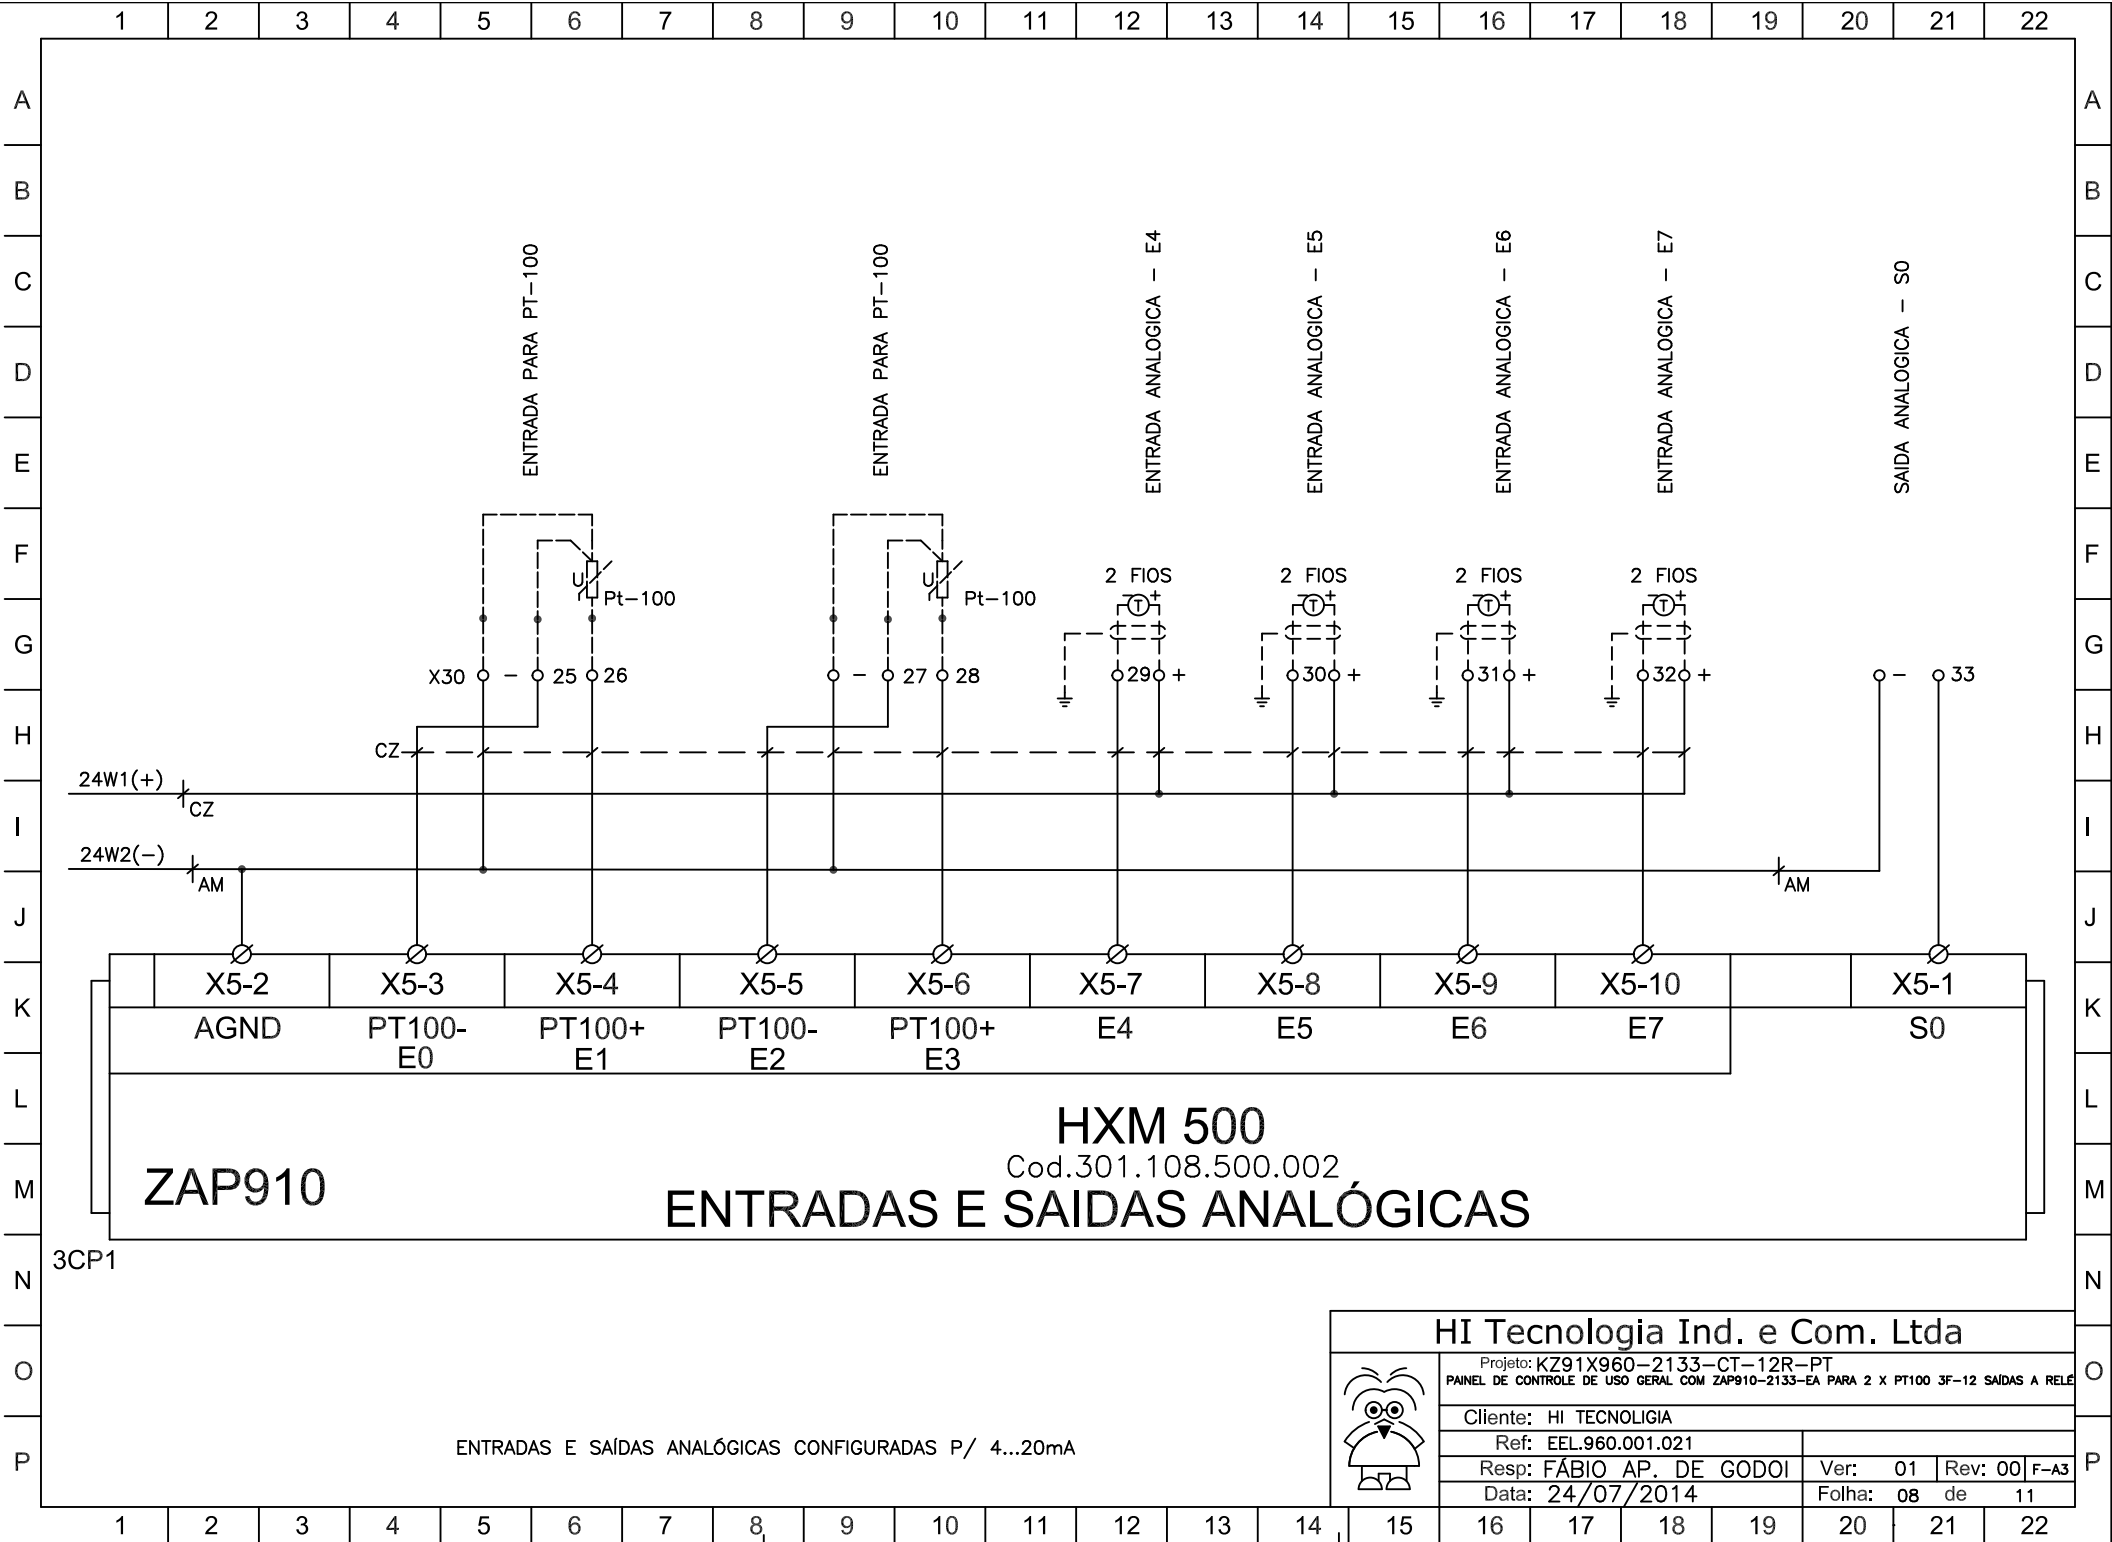 1 2 3 4 5 6 7 8 9 10 11 12 13 14 15 16 17 18 19 20 21 22
A A
B B
C C
D D
E E
F F
G G
H H
I I
J J
K K
L L
M M
N N
O O
P P
ENTRADA PARA PT-100
ENTRADA PARA PT-100
ENTRADA ANALOGICA - E4
ENTRADA ANALOGICA - E5
ENTRADA ANALOGICA - E6
ENTRADA ANALOGICA - E7
SAIDA ANALOGICA - S0
U Pt-100
U Pt-100
2 FIOS
2 FIOS
2 FIOS
2 FIOS
- T +
- T +
- T +
- T +
X30 - 25 26 - 27 28 29 + 30 + 31 + 32 + - 33
CZ
24W1(+)
CZ
24W2(-)
AM AM
X5-2 X5-3 X5-4 X5-5 X5-6 X5-7 X5-8 X5-9 X5-10 X5-1
AGND PT100- PT100+ PT100- PT100+ E4 E5 E6 E7 S0
E0 E1 E2 E3
HXM 500
Cod.301.108.500.002
ZAP910
ENTRADAS E SAIDAS ANALÓGICAS
3CP1
ENTRADAS E SAÍDAS ANALÓGICAS CONFIGURADAS P/ 4...20mA
HI Tecnologia Ind. e Com. Ltda
Projeto: KZ91X960-2133-CT-12R-PT
PAINEL DE CONTROLE DE USO GERAL COM ZAP910-2133-EA PARA 2 X PT100 3F-12 SAÍDAS A RELÉ
Cliente: HI TECNOLIGIA
Ref: EEL.960.001.021
Resp: FÁBIO AP. DE GODOI Ver: 01 Rev: 00 F-A3
Data: 24/07/2014 Folha: 08 de 11
1 2 3 4 5 6 7 8 9 10 11 12 13 14 15 16 17 18 19 20 21 22